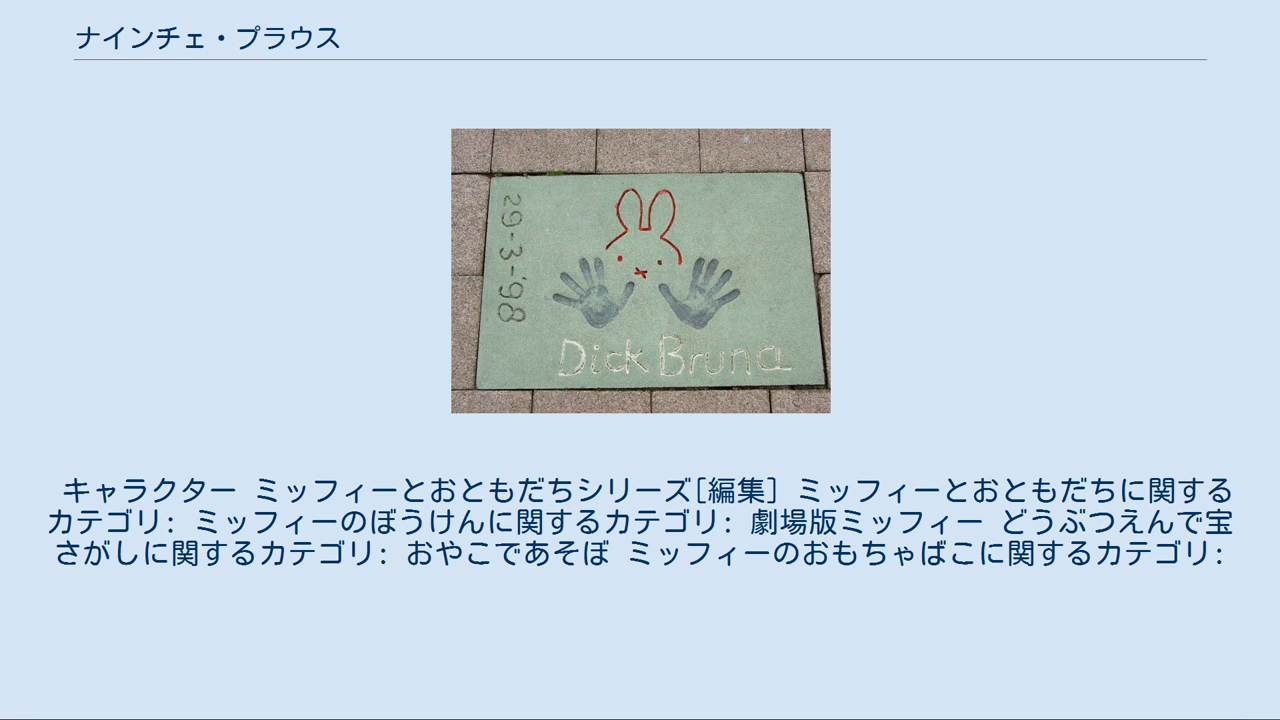 ナインチェ・プラウス
29-3-'98
Dick Bruna
キャラクター ミッフィーとおともだちシリーズ[編集] ミッフィーとおともだちに関する
カテゴリ: ミッフィーのぼうけんに関するカテゴリ: 劇場版ミッフィー どうぶつえんで宝
さがしに関するカテゴリ: おやこであそぼ ミッフィーのおもちゃばこに関するカテゴリ: